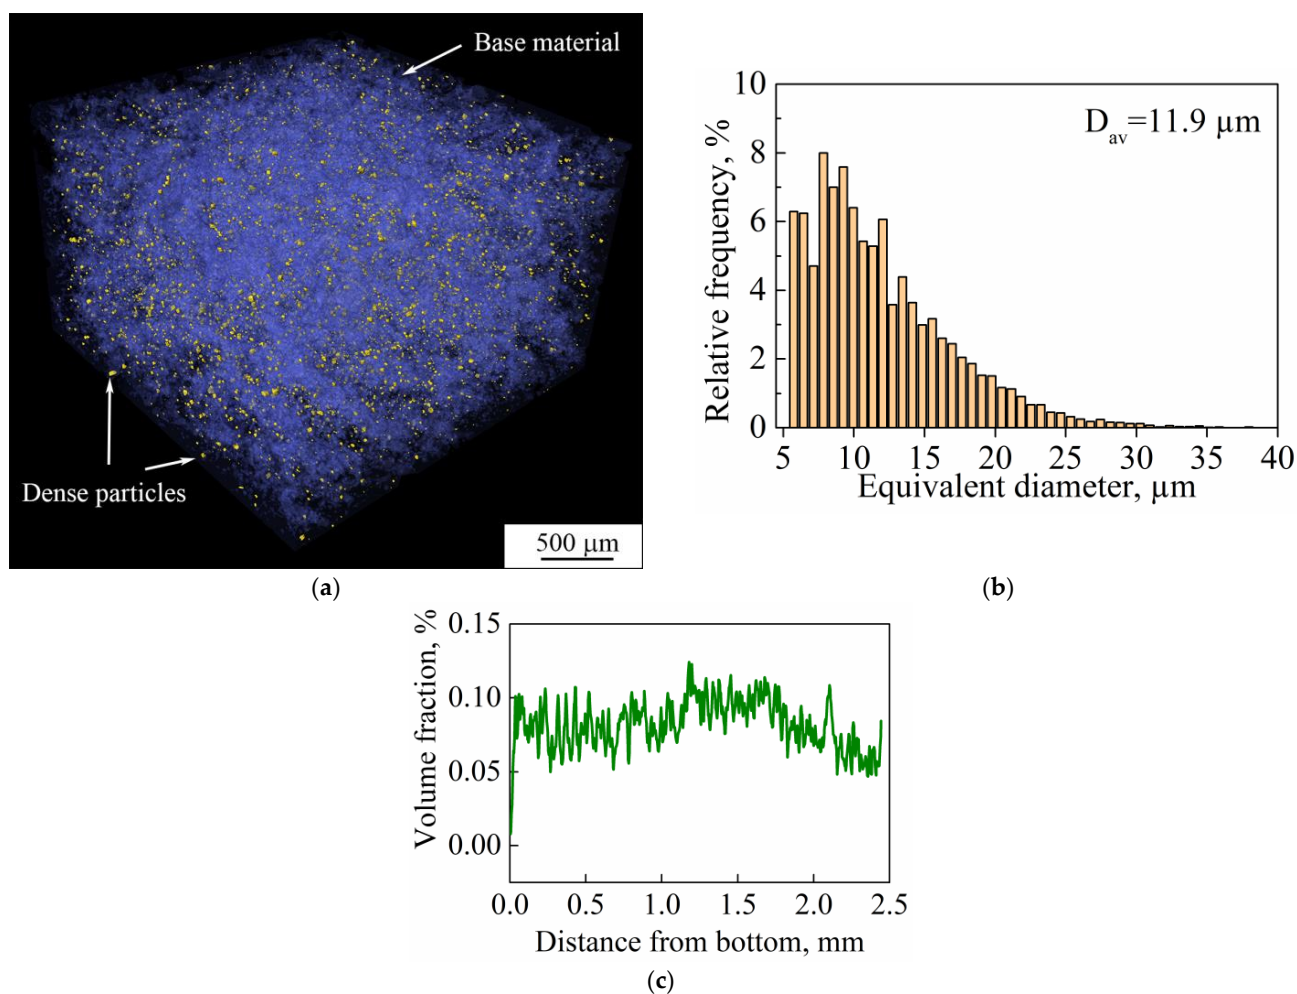 Base material
Dense particles
500 µm
(a)
10
8
6
4
2
0
Relative frequency, %
D_av=11.9 µm
5 10 15 20 25 30 35 40
Equivalent diameter, µm
(b)
0.15
0.10
0.05
0.00
Volume fraction, %
0.0 0.5 1.0 1.5 2.0 2.5
Distance from bottom, mm
(c)